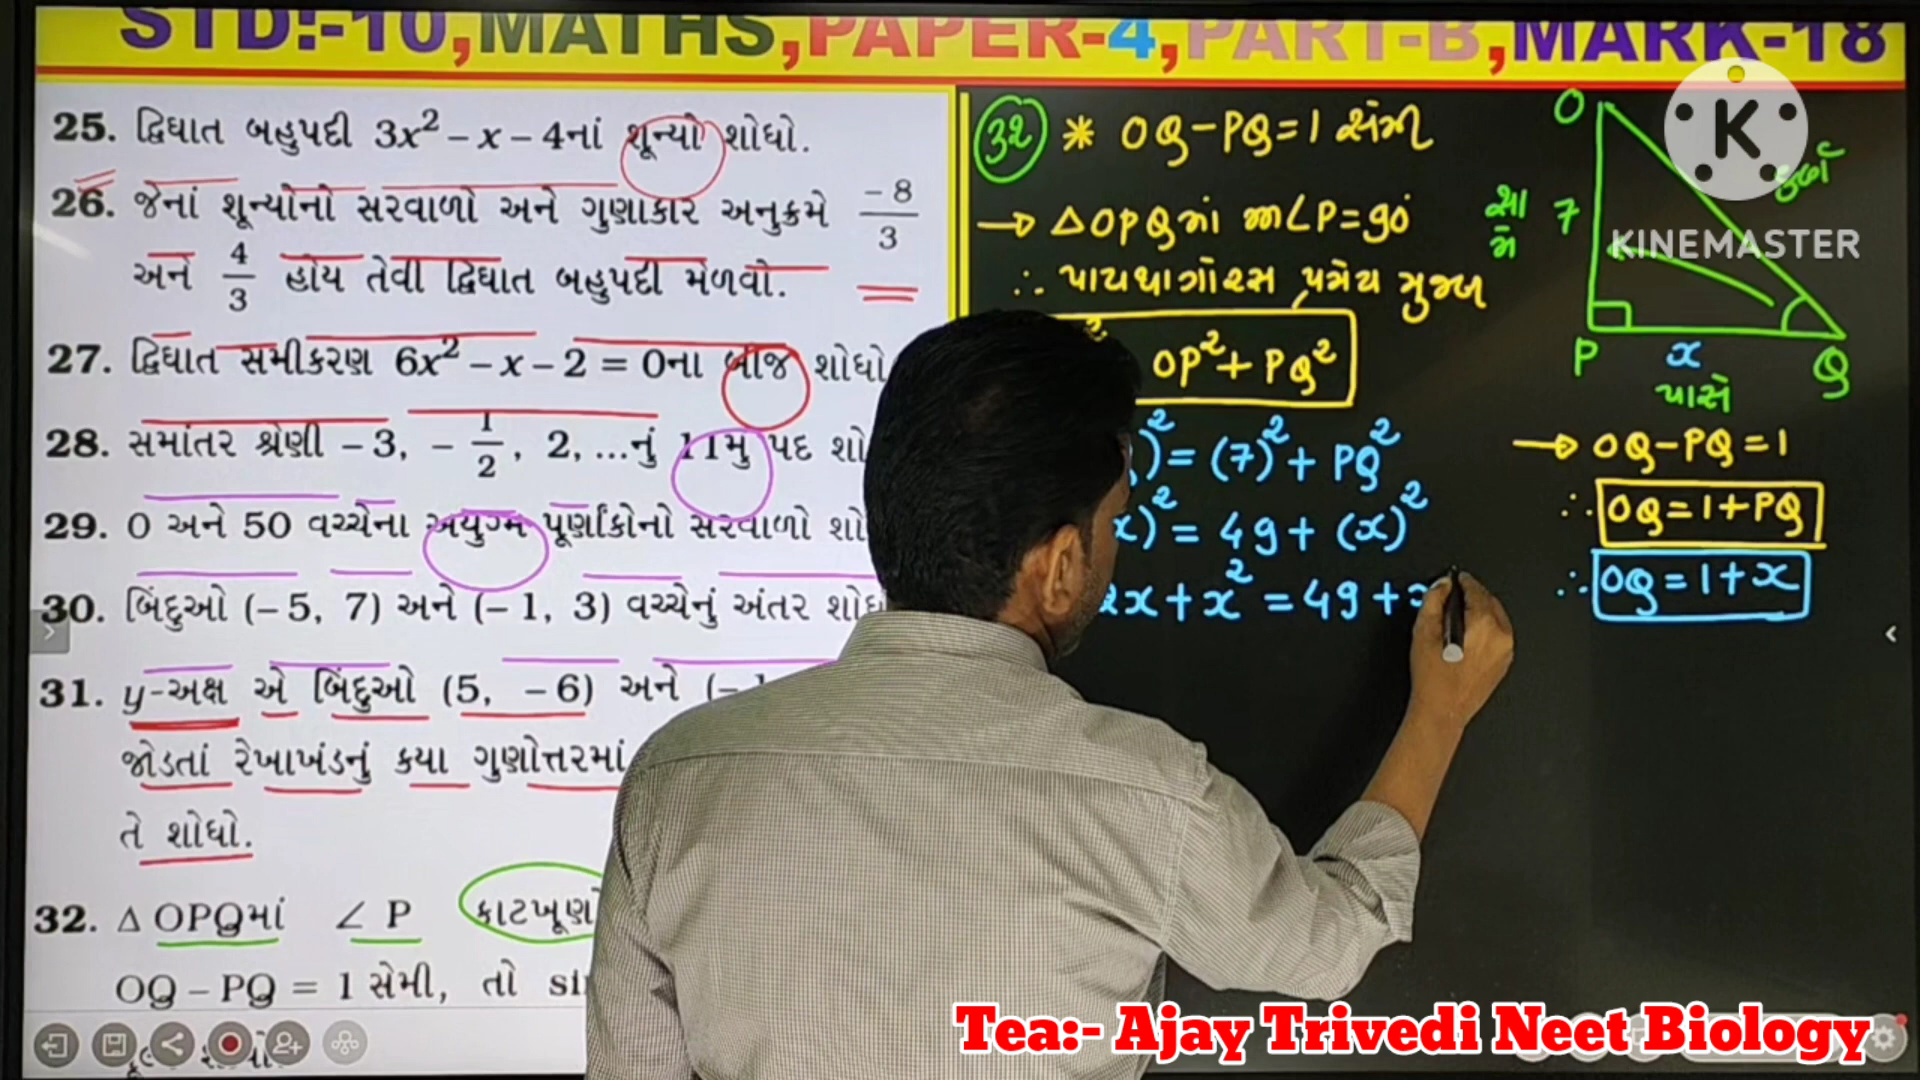 STD:-10,MATHS,PAPER-4,PART-B,MARK-18
25. દ્વિઘાત બહુપદી 3x² – x – 4નાં શૂન્યો શોધો.
26. જેનાં શૂન્યોનો સરવાળો અને ગુણાકાર અનુક્રમે –8/3
અને 4/3 હોય તેવી દ્વિઘાત બહુપદી મેળવો.
27. દ્વિઘાત સમીકરણ 6x² – x – 2 = 0ના બીજ શોધો
28. સમાંતર શ્રેણી – 3, – 1/2, 2, ...નું 11મુ પદ
29. 0 અને 50 વચ્ચેના અયુગ્મ પૂર્ણાંકોનો સરવાળો
30. બિંદુઓ (– 5, 7) અને (– 1, 3) વચ્ચેનું અંતર
31. y-અક્ષ એ બિંદુઓ (5, – 6) અને
જોડતાં રેખાખંડનું કયા ગુણોત્તરમાં
તે શોધો.
32. Δ OPQમાં ∠ P કાટખૂણો
OQ – PQ = 1 સેમી, તો
32 * OQ – PQ = 1 સેમી
→ Δ OPQમાં m∠P = 90°
∴ પાયથાગોરસ પ્રમેય મુજબ
OP² + PQ²
)² = (7)² + PQ²
x)² = 49 + (x)²
2x + x² = 49 +
O
સામે
7
કર્ણ
P
x
Q
પાસે
→ OQ – PQ = 1
∴ OQ = 1 + PQ
∴ OQ = 1 + x
K
KINEMASTER
Tea:- Ajay Trivedi Neet Biology